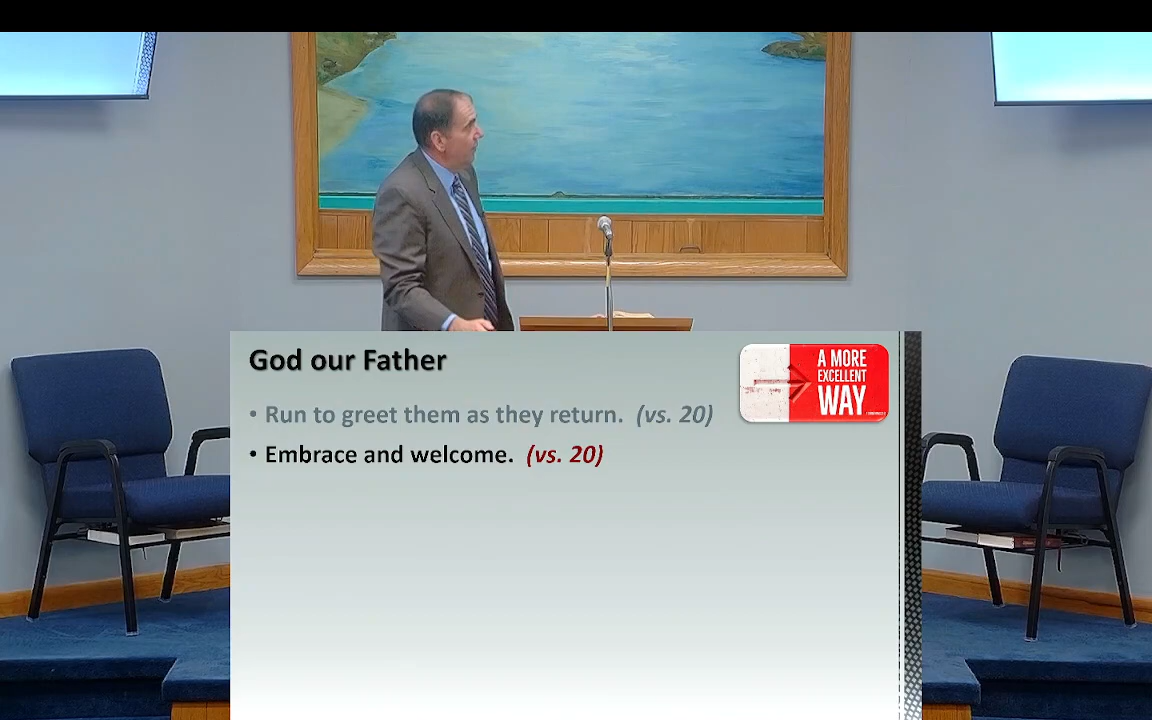 God our Father
• Run to greet them as they return. (vs. 20)
• Embrace and welcome. (vs. 20)
A MORE
EXCELLENT
WAY